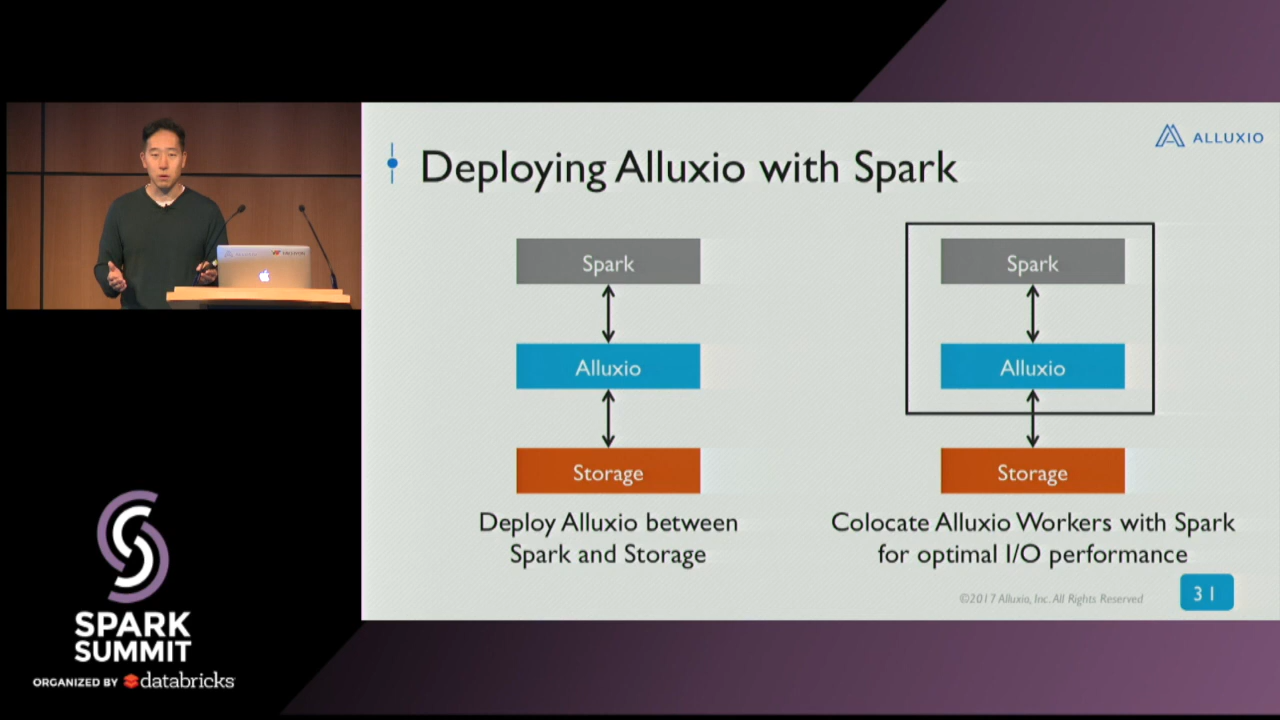 ALLUXIO
Deploying Alluxio with Spark
Spark
Alluxio
Storage
Deploy Alluxio between
Spark and Storage
Spark
Alluxio
Storage
Colocate Alluxio Workers with Spark
for optimal I/O performance
©2017 Alluxio, Inc. All Rights Reserved
31
SPARK
SUMMIT
ORGANIZED BY databricks